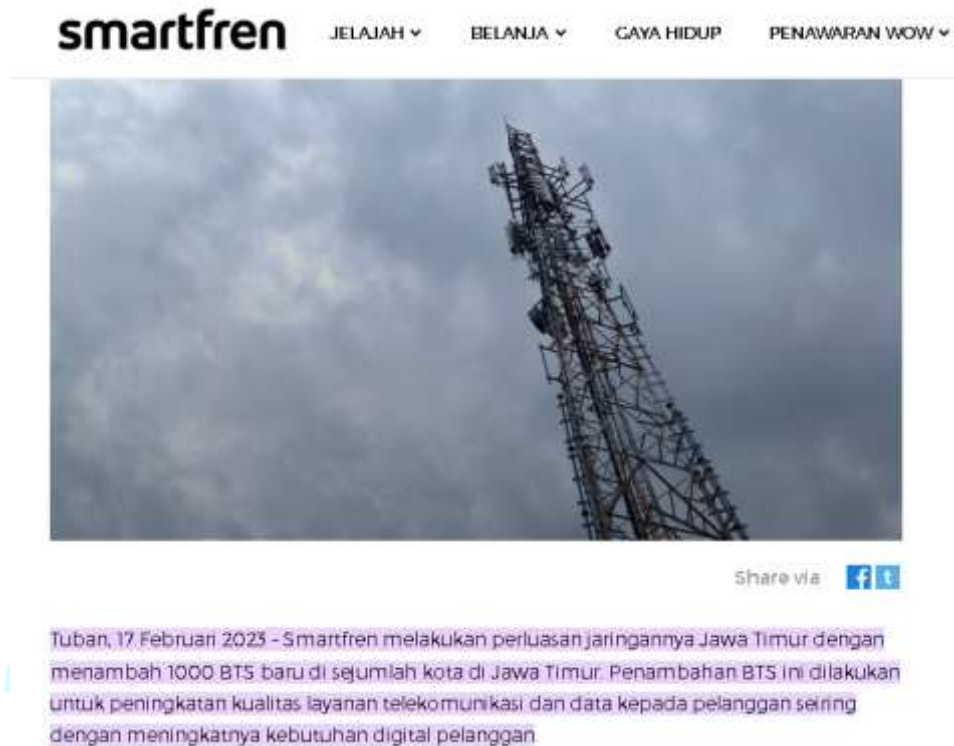 smartfren
JELAJAH BELANJA GAYA HIDUP PENAWARAN WOW
Share via f t
Tuban, 17 Februari 2023 - Smartfren melakukan perluasan jaringannya Jawa Timur dengan
menambah 1000 BTS baru di sejumlah kota di Jawa Timur. Penambahan BTS ini dilakukan
untuk peningkatan kualitas layanan telekomunikasi dan data kepada pelanggan seiring
dengan meningkatnya kebutuhan digital pelanggan